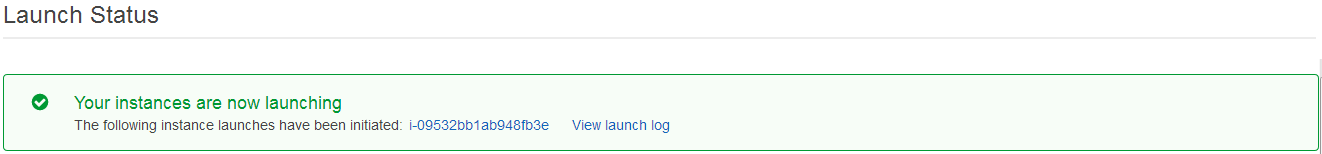 Launch Status
Your instances are now launching
The following instance launches have been initiated: i-09532bb1ab948fb3e View launch log